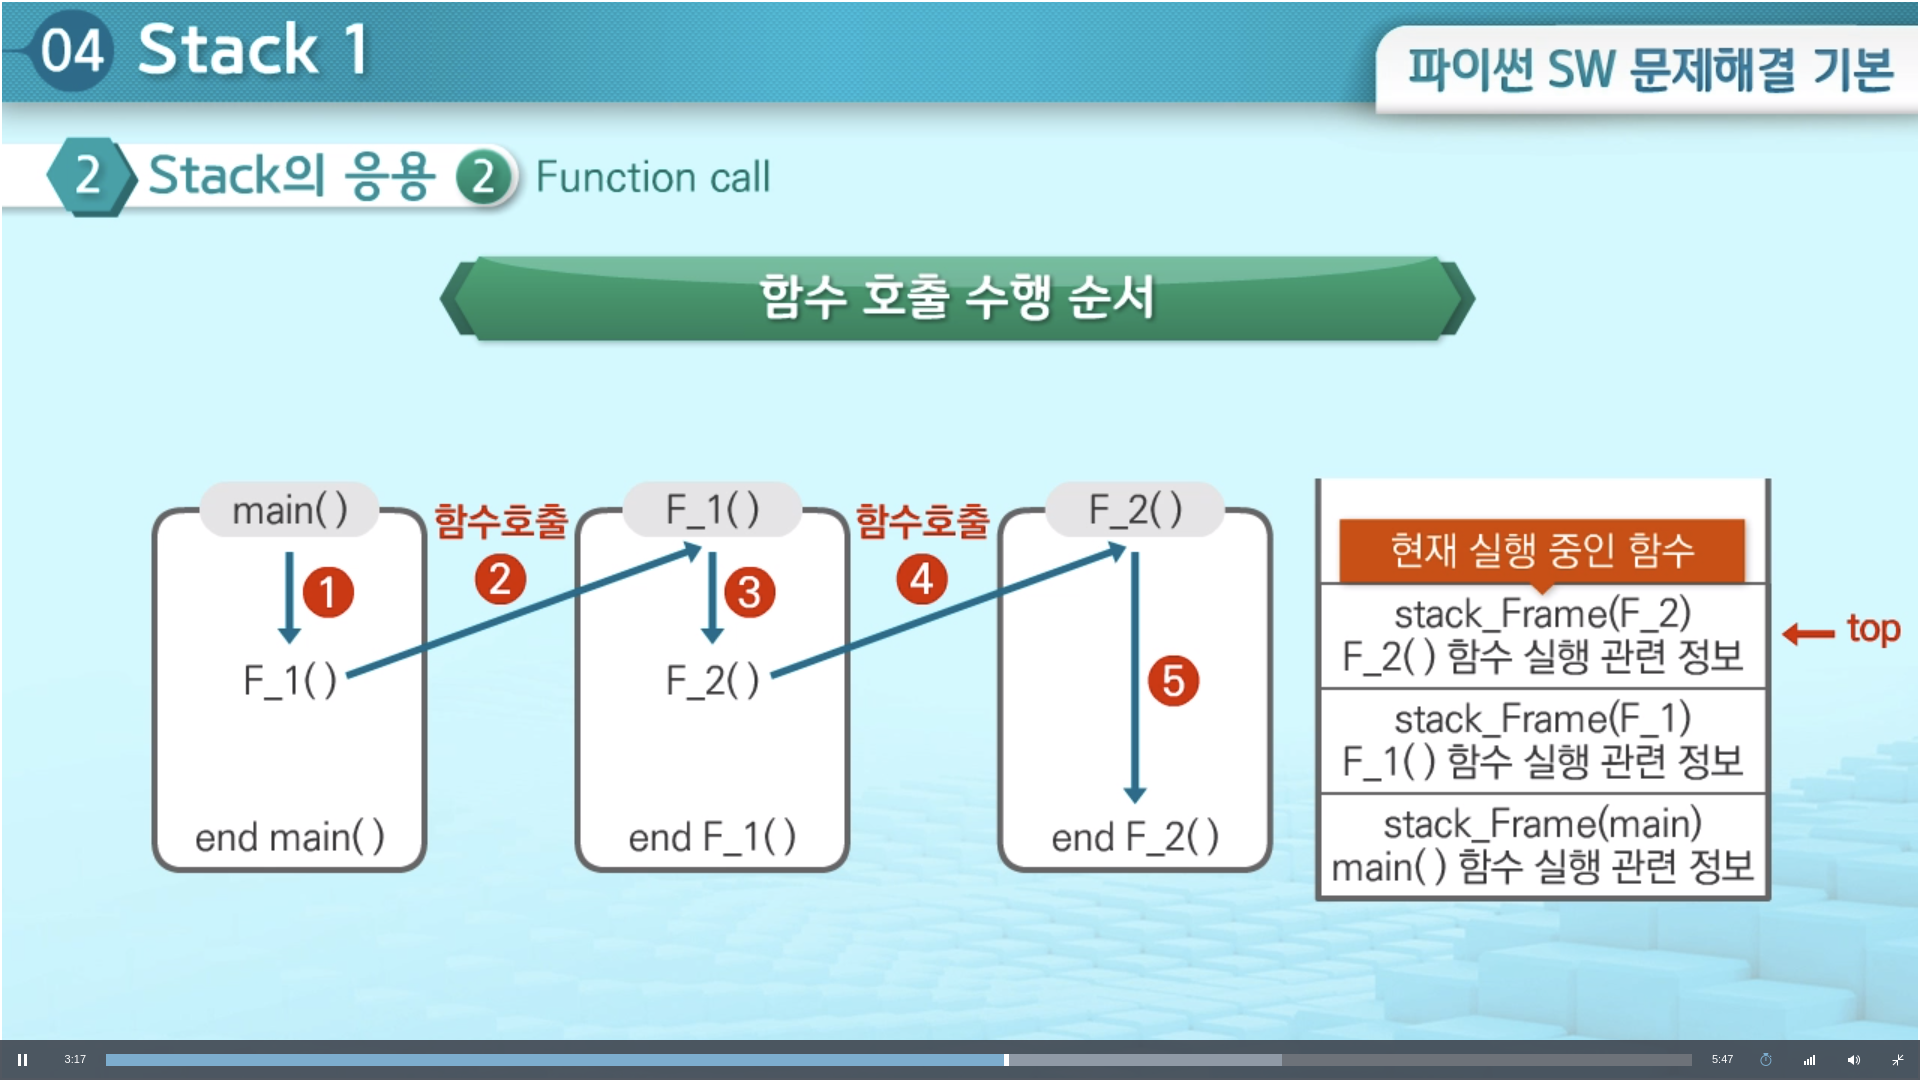 04 Stack 1
파이썬 SW 문제해결 기본
2 Stack의 응용 2 Function call
함수 호출 수행 순서
main( )
1
F_1( )
end main( )
함수호출
2
F_1( )
3
F_2( )
end F_1( )
함수호출
4
F_2( )
5
end F_2( )
현재 실행 중인 함수
stack_Frame(F_2)
F_2( ) 함수 실행 관련 정보
top
stack_Frame(F_1)
F_1( ) 함수 실행 관련 정보
stack_Frame(main)
main( ) 함수 실행 관련 정보
3:17
5:47